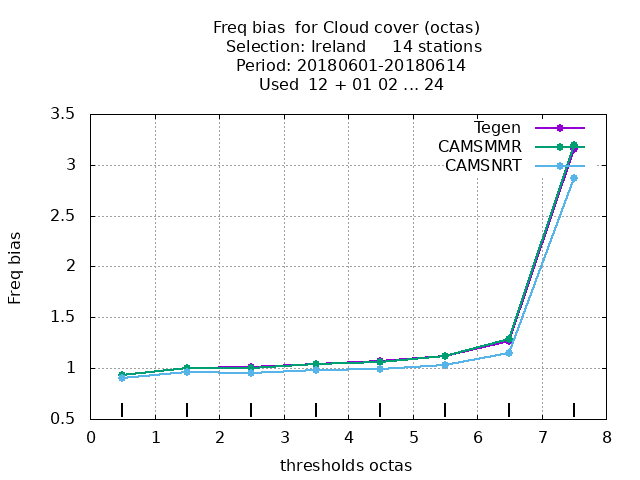 Freq bias  for Cloud cover (octas)
Selection: Ireland     14 stations
Period: 20180601-20180614
Used  12 + 01 02 ... 24
3.5
3
2.5
2
1.5
1
0.5
Freq bias
Tegen
CAMSMMR
CAMSNRT
0 1 2 3 4 5 6 7 8
thresholds octas